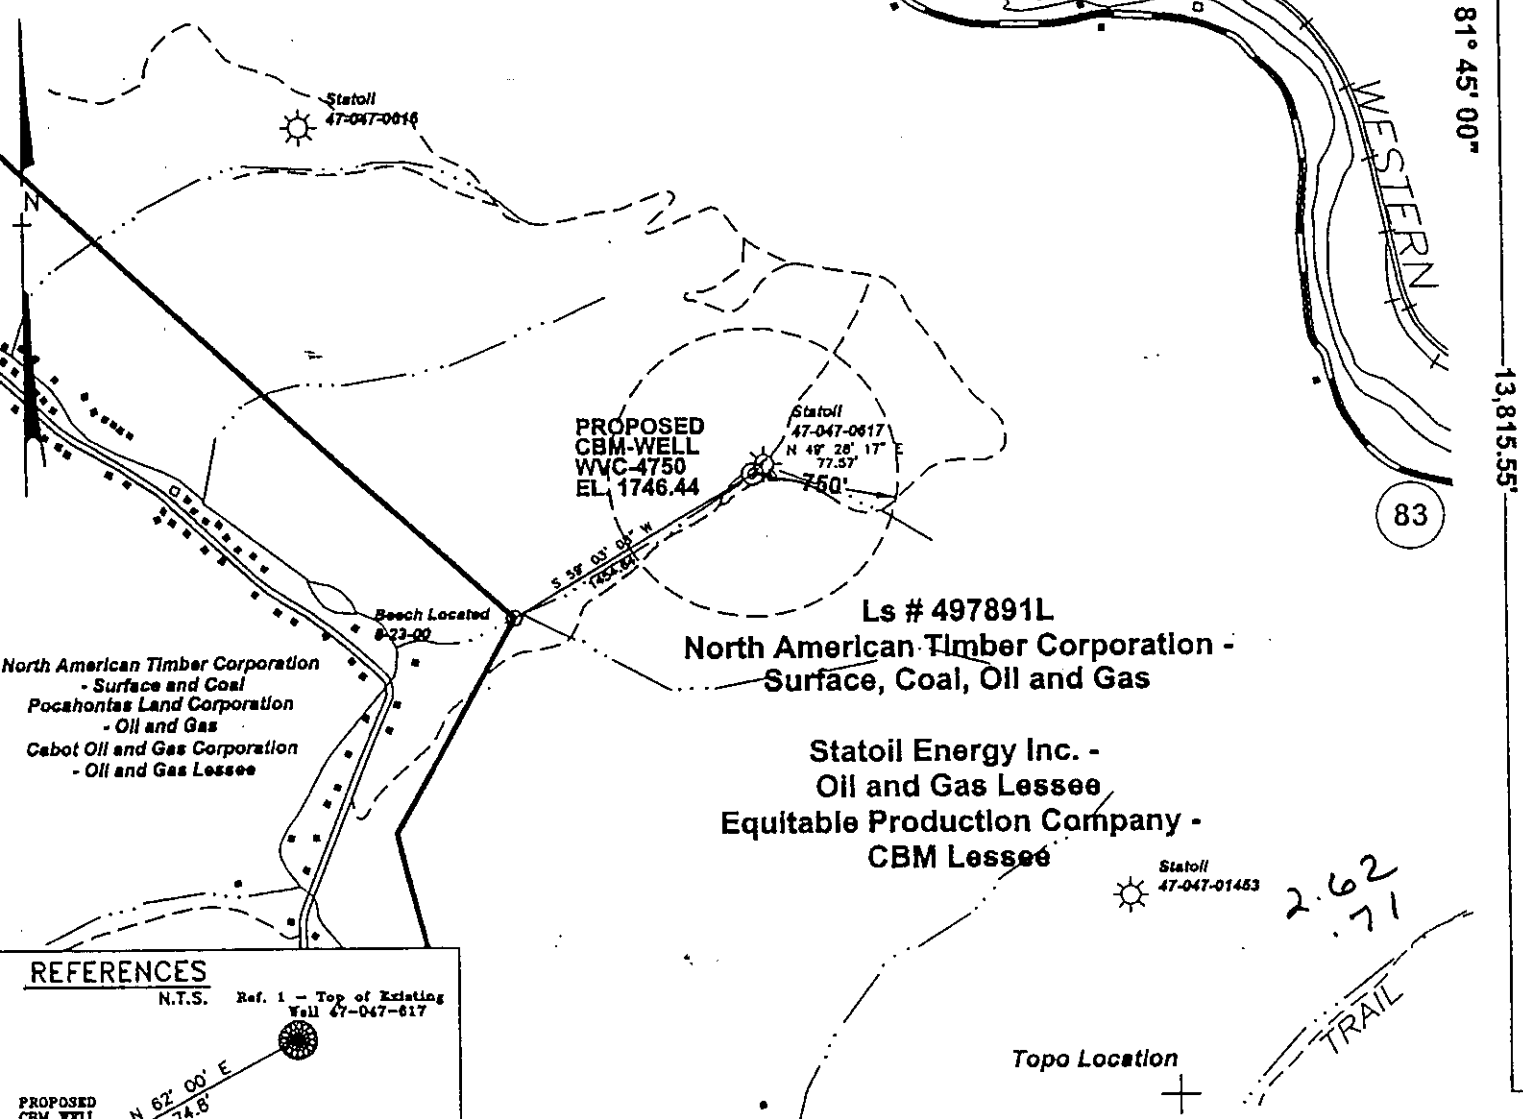 81° 45' 00"
WESTERN
Statoil
47-047-0616
N
13,815.55'
PROPOSED
CBM-WELL
WVC-4750
EL. 1746.44
Statoil
47-047-0617
N 49° 28' 17" E
77.57'
750'
83
S 59° 03' W
Beech Located
8-23-00
Ls # 497891L
North American Timber Corporation -
Surface, Coal, Oil and Gas
North American Timber Corporation
- Surface and Coal
Pocahontas Land Corporation
- Oil and Gas
Cabot Oil and Gas Corporation
- Oil and Gas Lessee
Statoil Energy Inc. -
Oil and Gas Lessee
Equitable Production Company -
CBM Lessee
Statoil
47-047-01453
2.62
.71
TRAIL
REFERENCES
N.T.S.
Ref. 1 - Top of Existing
Well 47-047-617
Topo Location
N 62° 00' E
74.8'
PROPOSED
CBM WELL